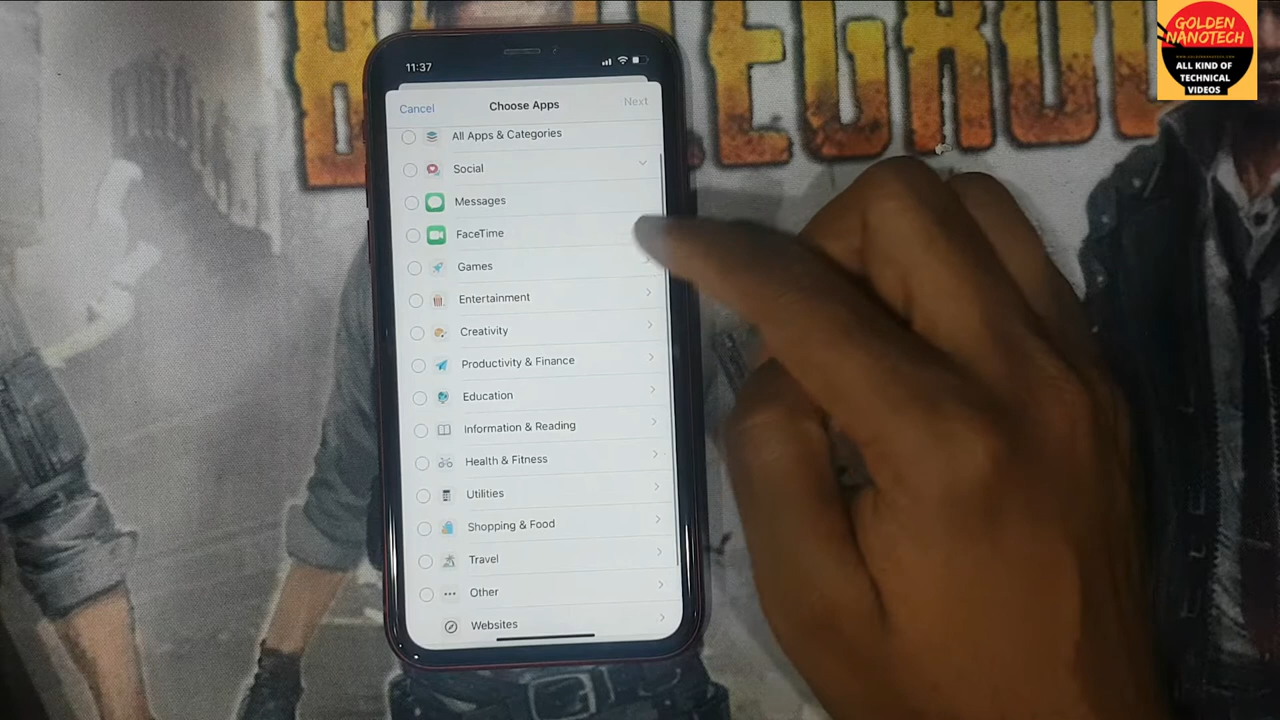 GOLDEN
NANOTECH
ALL KIND OF
TECHNICAL
VIDEOS
11:37
Cancel Choose Apps Next
All Apps & Categories
Social
Messages
FaceTime
Games
Entertainment
Creativity
Productivity & Finance
Education
Information & Reading
Health & Fitness
Utilities
Shopping & Food
Travel
Other
Websites